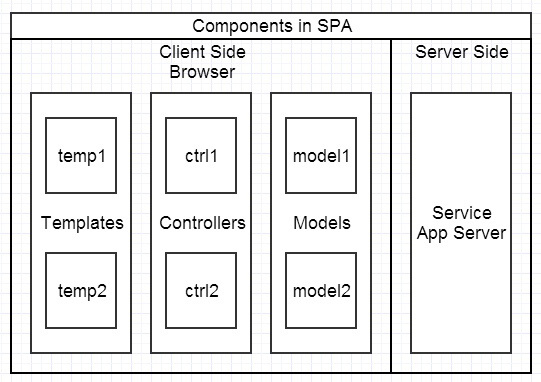 Components in SPA
Client Side
Browser
Server Side
temp1
ctrl1
model1
Templates
Controllers
Models
Service
App Server
temp2
ctrl2
model2